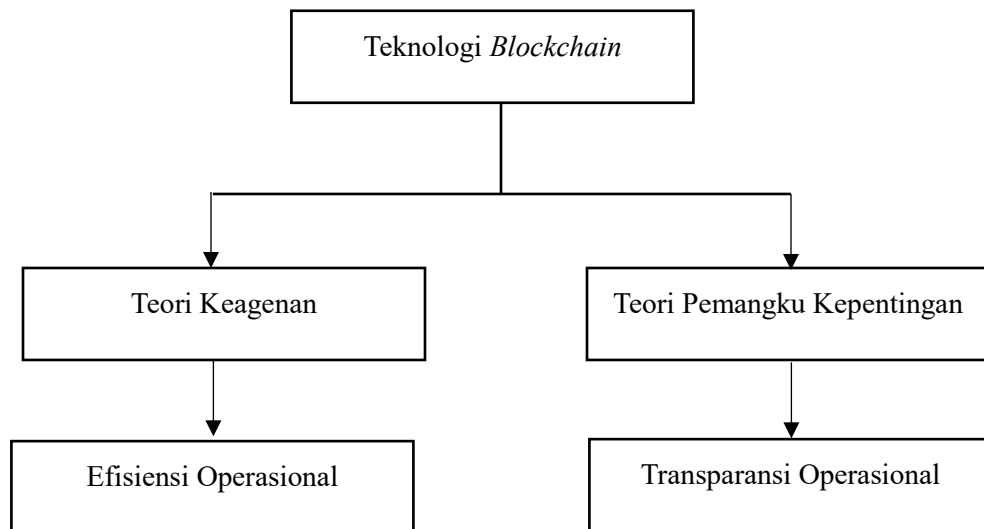 Teknologi Blockchain
Teori Keagenan
Teori Pemangku Kepentingan
Efisiensi Operasional
Transparansi Operasional